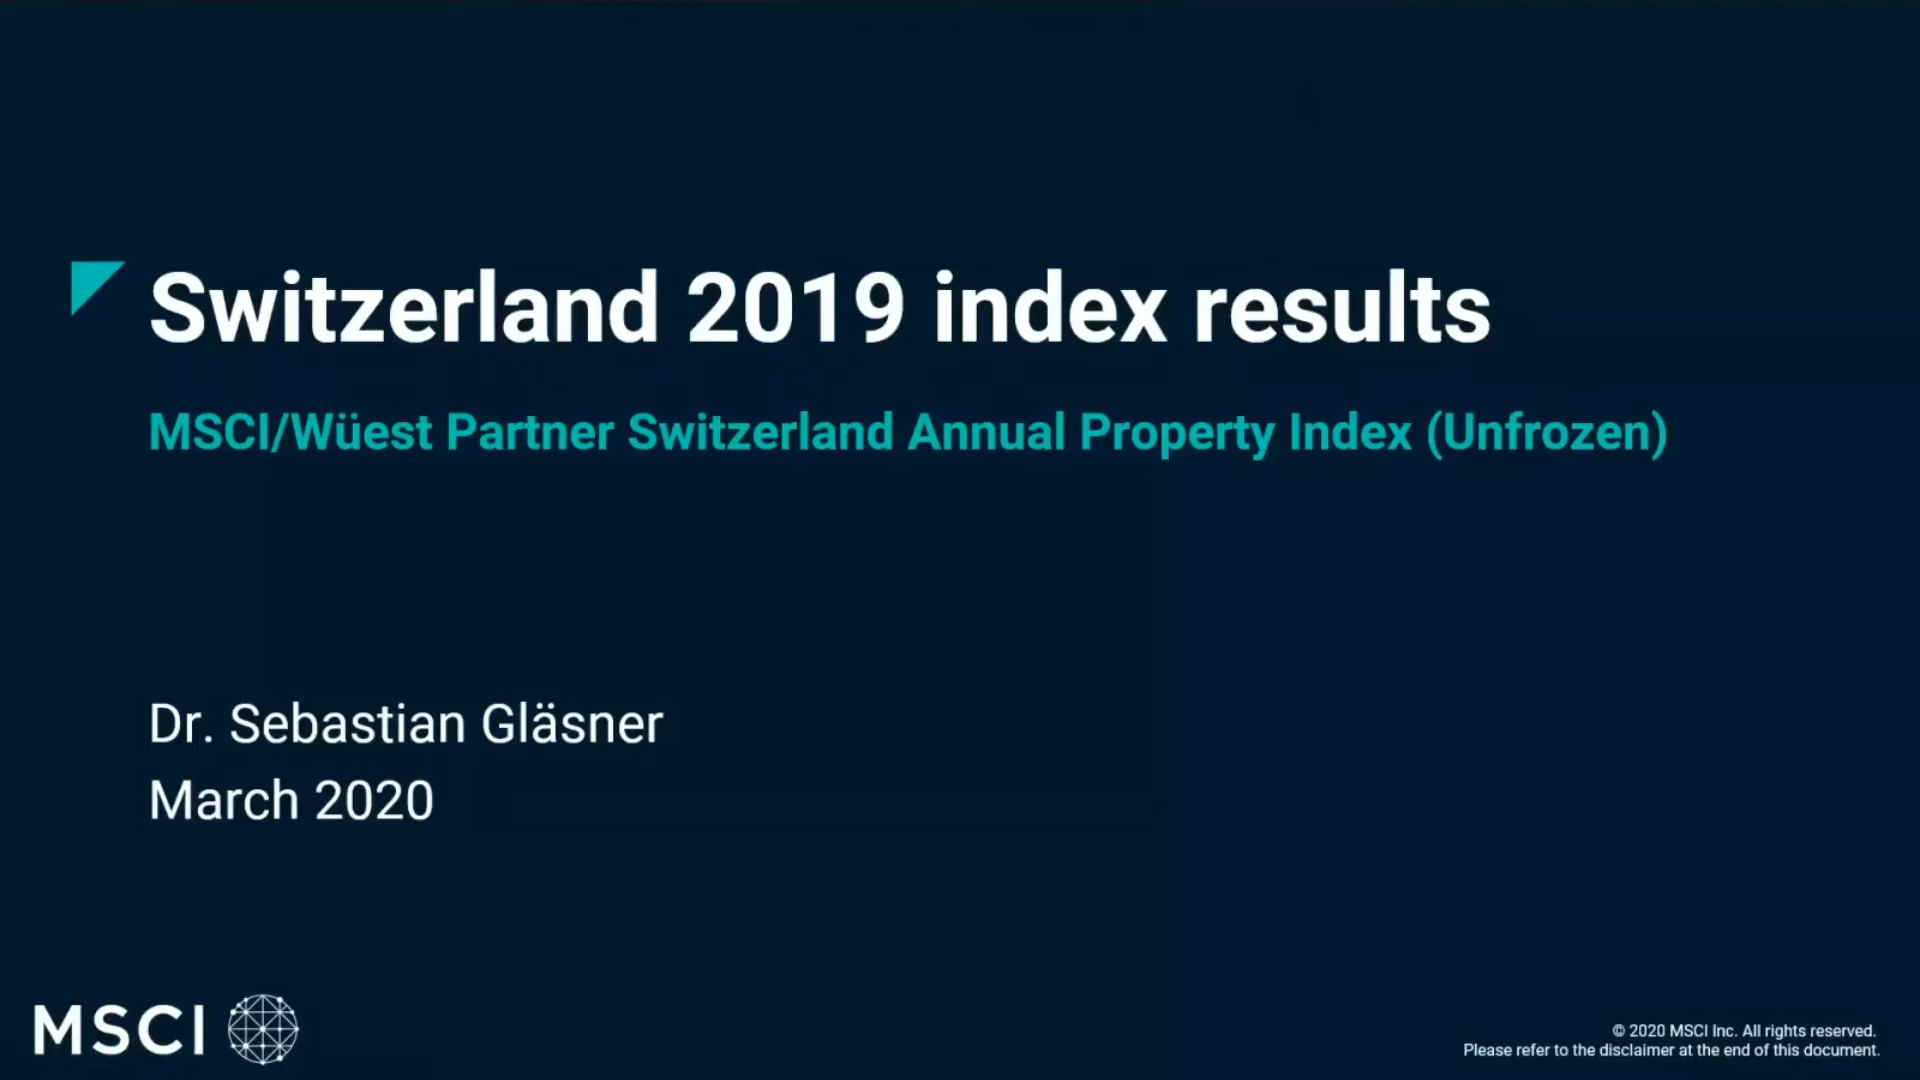 Switzerland 2019 index results
MSCI/Wüest Partner Switzerland Annual Property Index (Unfrozen)
Dr. Sebastian Gläsner
March 2020
MSCI
© 2020 MSCI Inc. All rights reserved.
Please refer to the disclaimer at the end of this document.